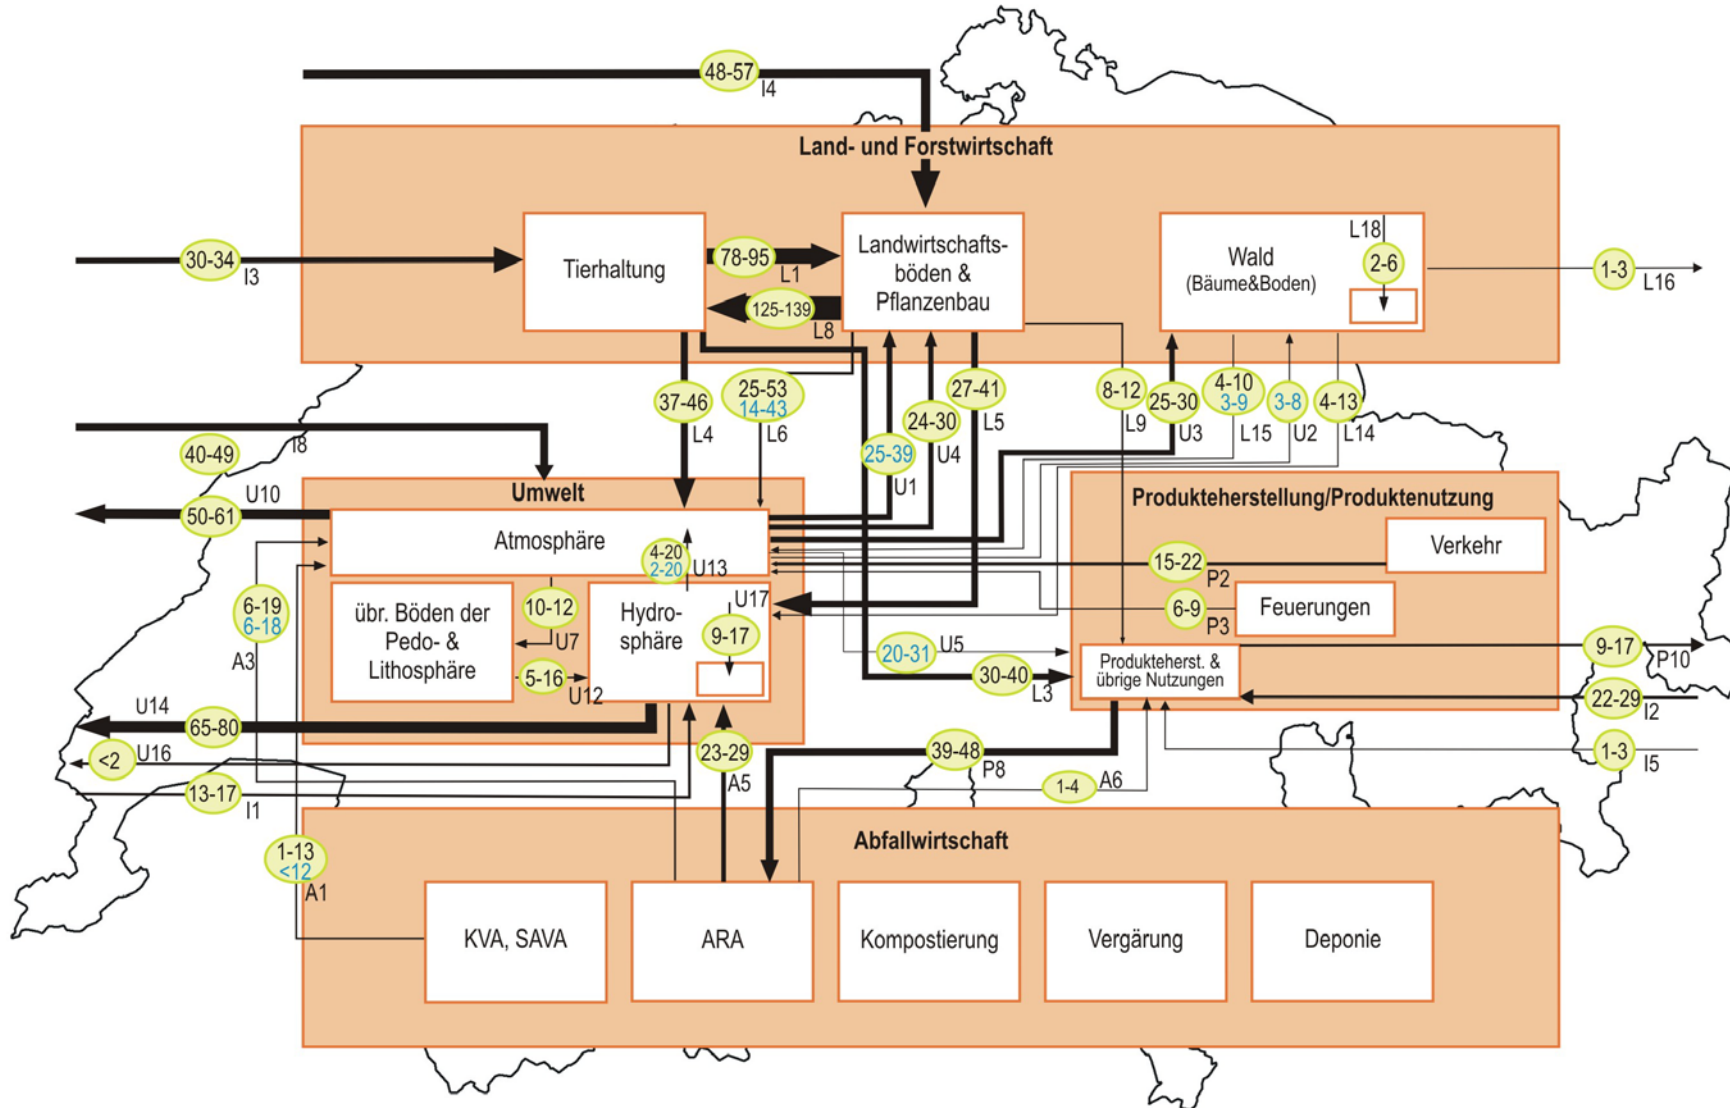 48-57
I4
Land- und Forstwirtschaft
Tierhaltung
78-95
L1
125-139
L8
Landwirtschafts-
böden &
Pflanzenbau
Wald
(Bäume&Boden)
L18
2-6
1-3
L16
30-34
I3
37-46
L4
25-53
14-43
L6
25-39
U1
24-30
U4
27-41
L5
8-12
L9
25-30
U3
4-10
3-9
L15
3-8
U2
4-13
L14
I8
40-49
U10
50-61
Umwelt
Atmosphäre
4-20
2-20
U13
übr. Böden der
Pedo- &
Lithosphäre
10-12
U7
5-16
U12
Hydro-
sphäre
U17
9-17
6-19
6-18
A3
20-31
U5
30-40
L3
Produkteherstellung/Produktenutzung
Verkehr
15-22
P2
Feuerungen
6-9
P3
Produkteherst. &
übrige Nutzungen
9-17
P10
22-29
I2
1-3
I5
U14
65-80
<2
U16
13-17
I1
23-29
A5
39-48
P8
1-4
A6
1-13
<12
A1
Abfallwirtschaft
KVA, SAVA
ARA
Kompostierung
Vergärung
Deponie